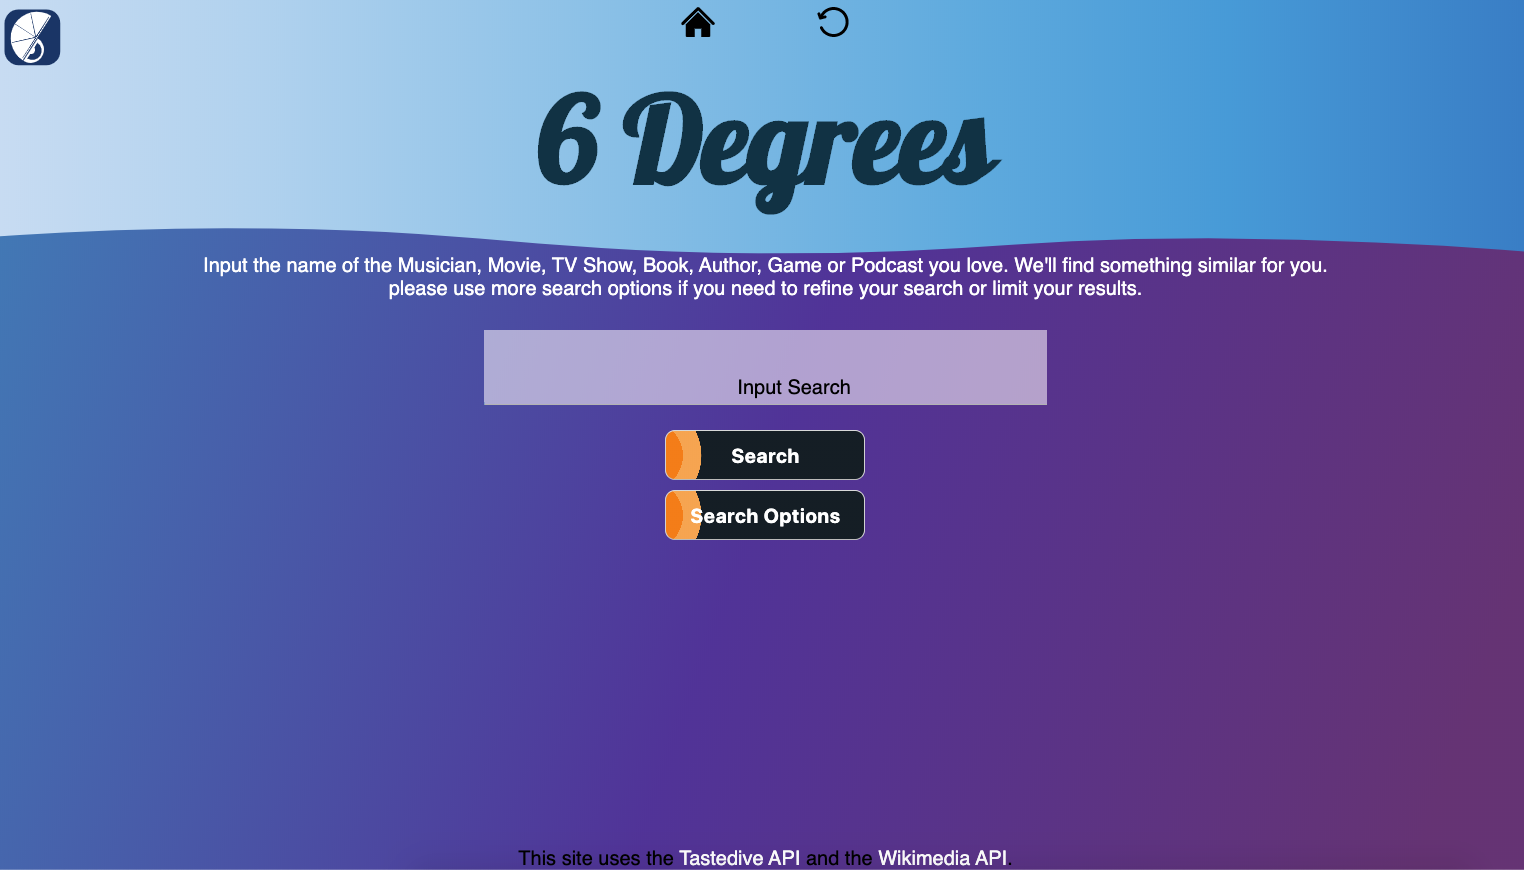 6 Degrees
Input the name of the Musician, Movie, TV Show, Book, Author, Game or Podcast you love. We'll find something similar for you.
please use more search options if you need to refine your search or limit your results.
Input Search
Search
Search Options
This site uses the Tastedive API and the Wikimedia API.